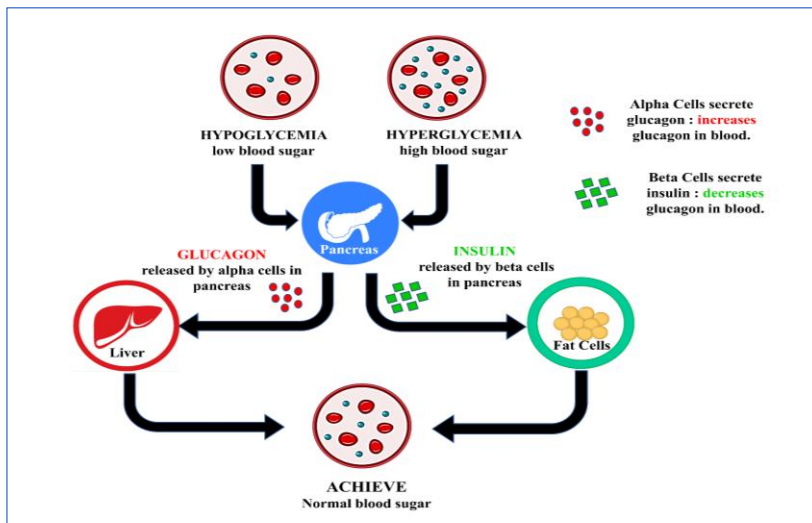 HYPOGLYCEMIA
low blood sugar
HYPERGLYCEMIA
high blood sugar
Alpha Cells secrete
glucagon : increases
glucagon in blood.
Beta Cells secrete
insulin : decreases
glucagon in blood.
Pancreas
GLUCAGON
released by alpha cells in
pancreas
INSULIN
released by beta cells
in pancreas
Liver
Fat Cells
ACHIEVE
Normal blood sugar